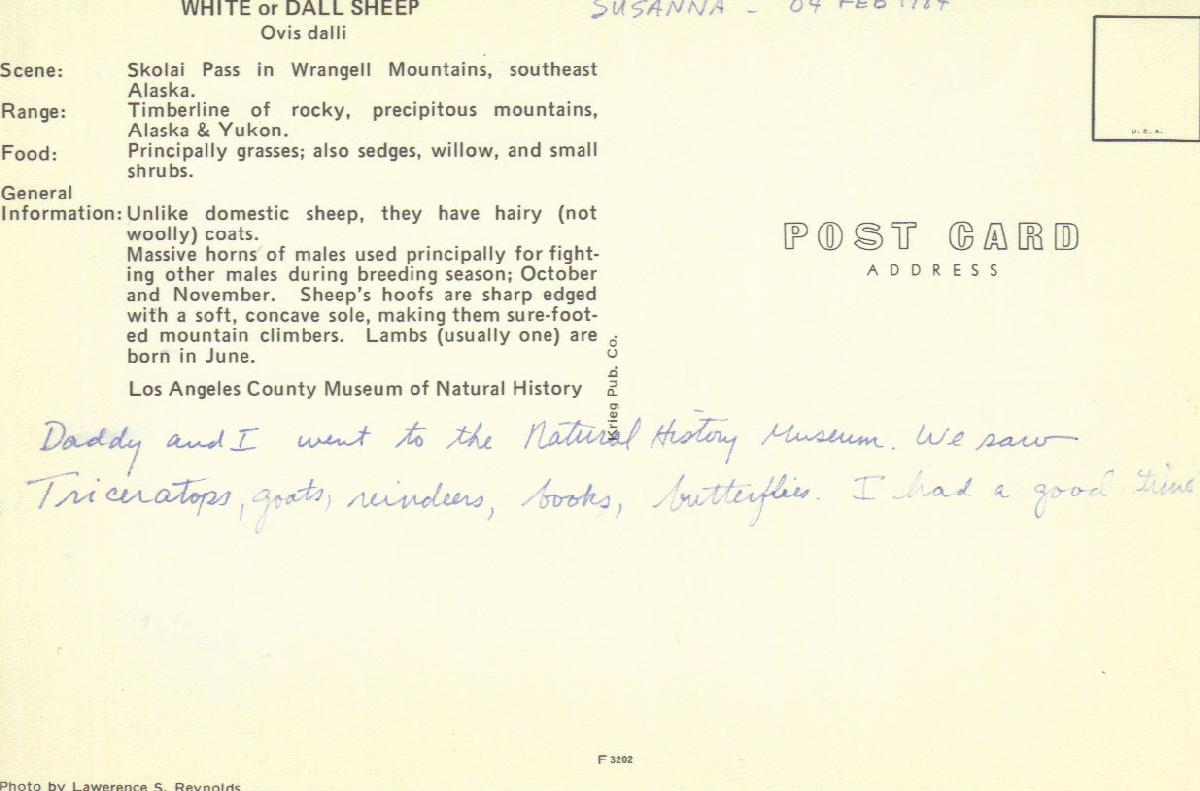 WHITE or DALL SHEEP
Ovis dalli
SUSANNA - 04 FEB 1984
Scene: Skolai Pass in Wrangell Mountains, southeast
Alaska.
Range: Timberline of rocky, precipitous mountains,
Alaska & Yukon.
Food: Principally grasses; also sedges, willow, and small
shrubs.
General
Information: Unlike domestic sheep, they have hairy (not
woolly) coats.
Massive horns of males used principally for fight-
ing other males during breeding season; October
and November. Sheep's hoofs are sharp edged
with a soft, concave sole, making them sure-foot-
ed mountain climbers. Lambs (usually one) are
born in June.
Los Angeles County Museum of Natural History
Krieg Pub. Co.
U.S.A.
POST CARD
ADDRESS
Daddy and I went to the Natural History Museum. We saw
Triceratops, goats, reindeers, books, butterflies. I had a good time
F 3202
Photo by Lawerence S. Reynolds